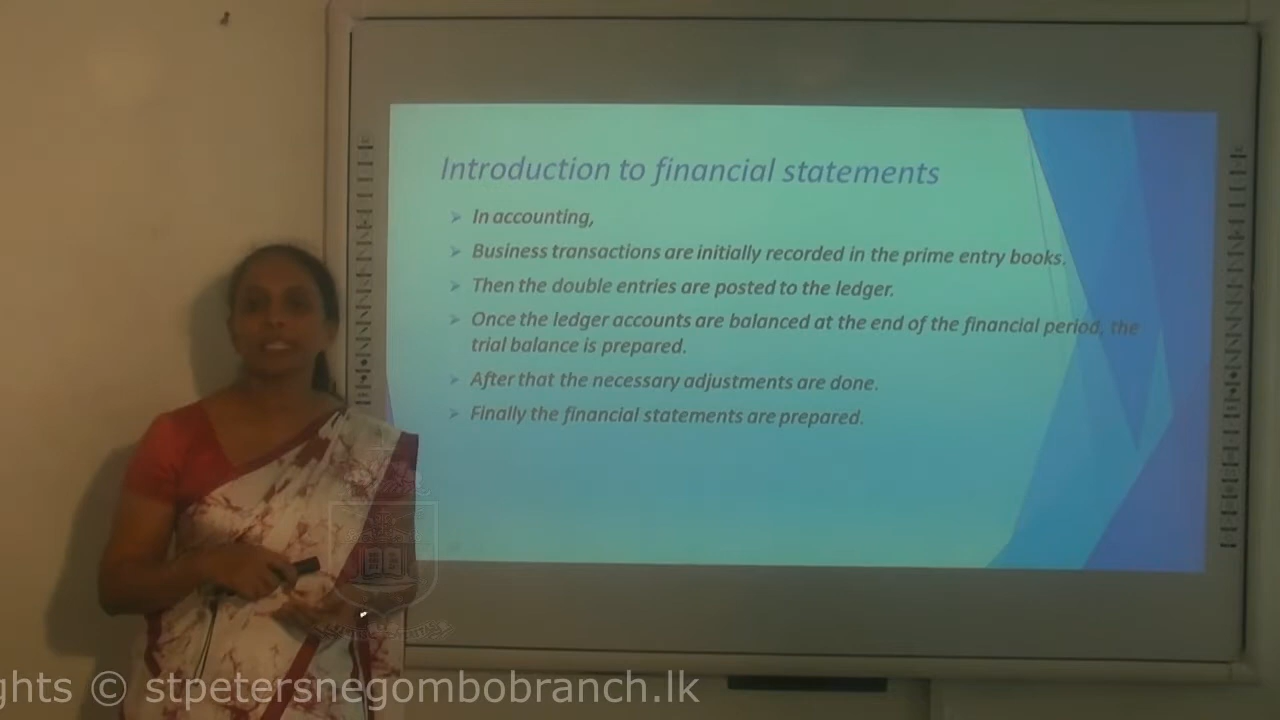 Introduction to financial statements
In accounting,
Business transactions are initially recorded in the prime entry books.
Then the double entries are posted to the ledger.
Once the ledger accounts are balanced at the end of the financial period, the
trial balance is prepared.
After that the necessary adjustments are done.
Finally the financial statements are prepared.
ghts © stpetersnegombobranch.lk